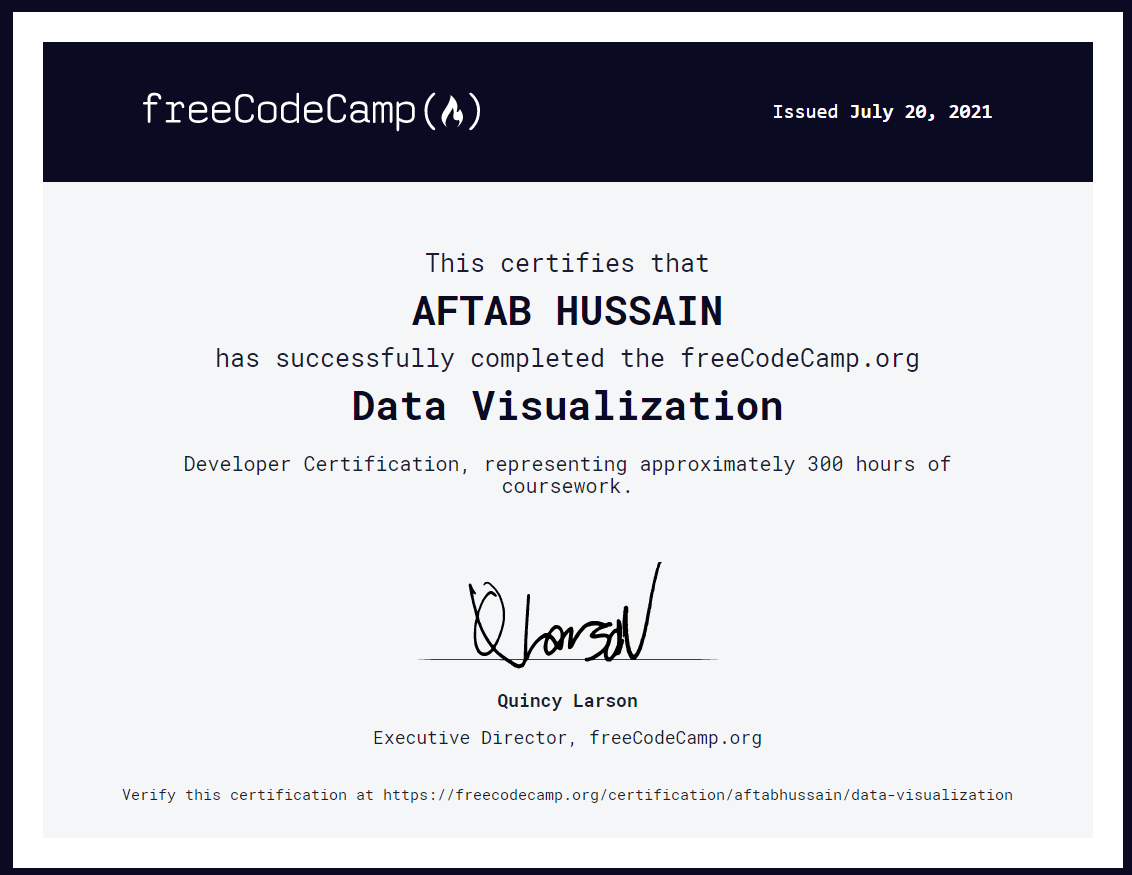 freeCodeCamp(🔥)
Issued July 20, 2021
This certifies that
AFTAB HUSSAIN
has successfully completed the freeCodeCamp.org
Data Visualization
Developer Certification, representing approximately 300 hours of
coursework.
Q Larson
Quincy Larson
Executive Director, freeCodeCamp.org
Verify this certification at https://freecodecamp.org/certification/aftabhussain/data-visualization